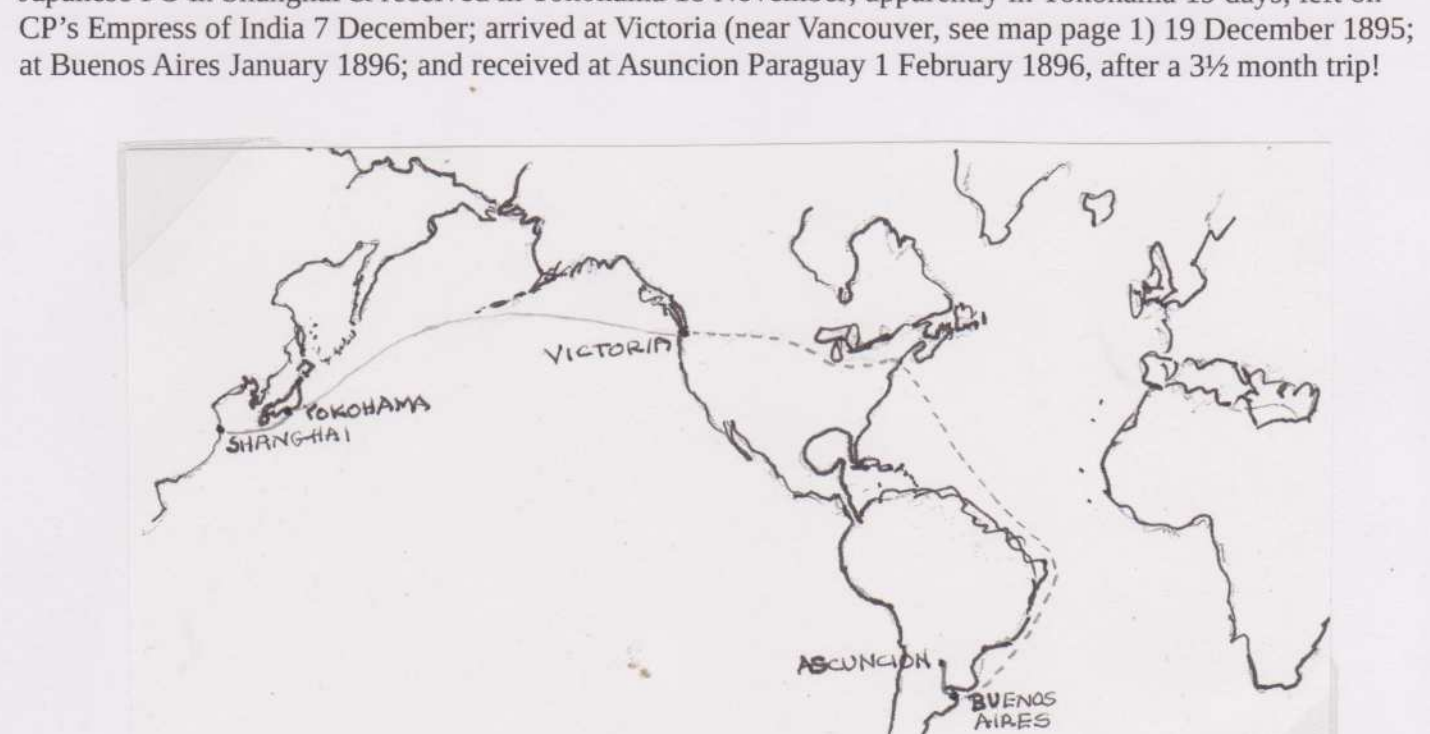 CP's Empress of India 7 December; arrived at Victoria (near Vancouver, see map page 1) 19 December 1895;
at Buenos Aires January 1896; and received at Asuncion Paraguay 1 February 1896, after a 3½ month trip!
VICTORIA
YOKOHAMA
SHANGHAI
ASCUNCION
BUENOS
AIRES